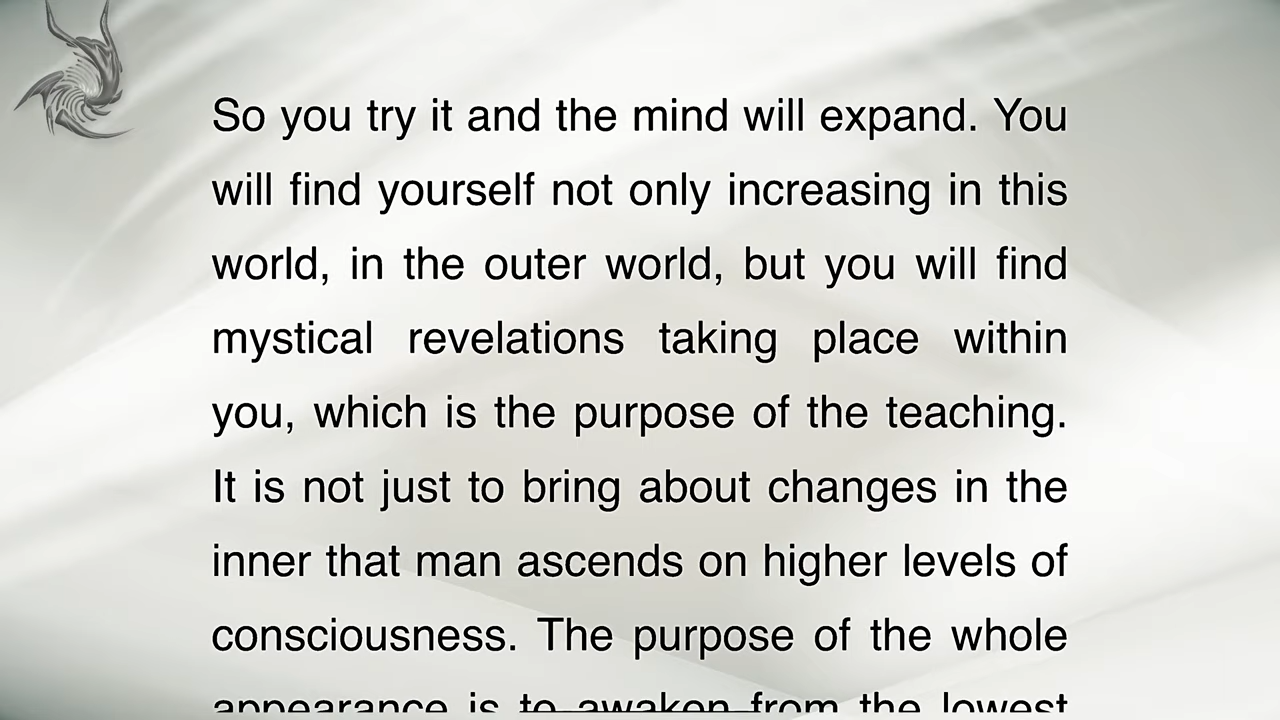 So you try it and the mind will expand. You
will find yourself not only increasing in this
world, in the outer world, but you will find
mystical revelations taking place within
you, which is the purpose of the teaching.
It is not just to bring about changes in the
inner that man ascends on higher levels of
consciousness. The purpose of the whole
appearance is to awaken from the lowest